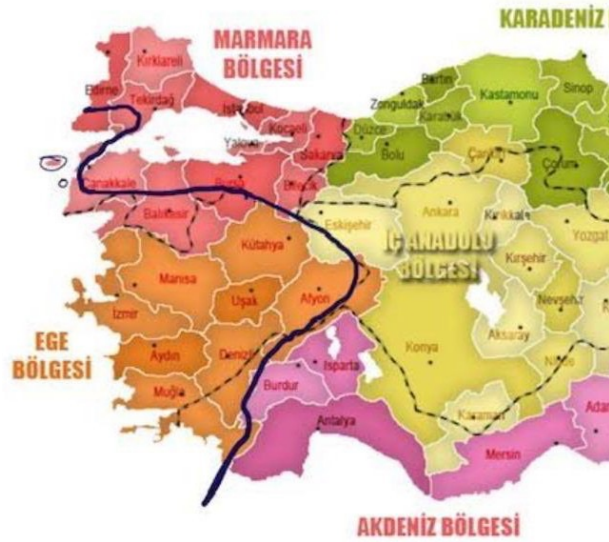 KARADENİZ
MARMARA
BÖLGESİ
Kırklareli
Edirne
Tekirdağ
İstanbul
Kocaeli
Yalova
Sakarya
Çanakkale
Bursa
Bilecik
Balıkesir
Bartın
Zonguldak
Karabük
Kastamonu
Sinop
Düzce
Bolu
Çankırı
Çorum
Eskişehir
Ankara
Kırıkkale
Yozgat
İÇ ANADOLU
BÖLGESİ
Kırşehir
Nevşehir
Aksaray
Niğde
Konya
Karaman
Kütahya
Manisa
Uşak
Afyon
İzmir
EGE
BÖLGESİ
Aydın
Denizli
Muğla
Isparta
Burdur
Antalya
Mersin
Adan
AKDENİZ BÖLGESİ